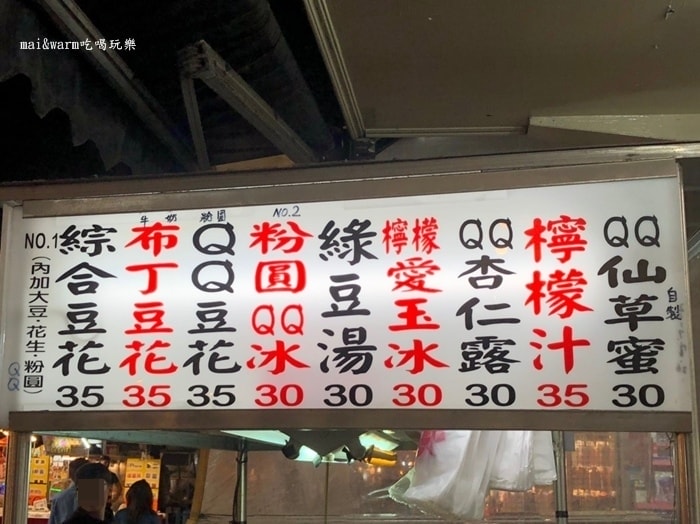 mai&warm吃喝玩樂
NO.1
綜合豆花
(內加大豆·花生·粉圓)
QQ
35
牛奶
布丁豆花
35
粉圓
QQ豆花
35
NO.2
粉圓QQ冰
30
綠豆湯
30
檸檬愛玉冰
30
QQ杏仁露
30
檸檬汁
35
QQ仙草蜜
自製
30